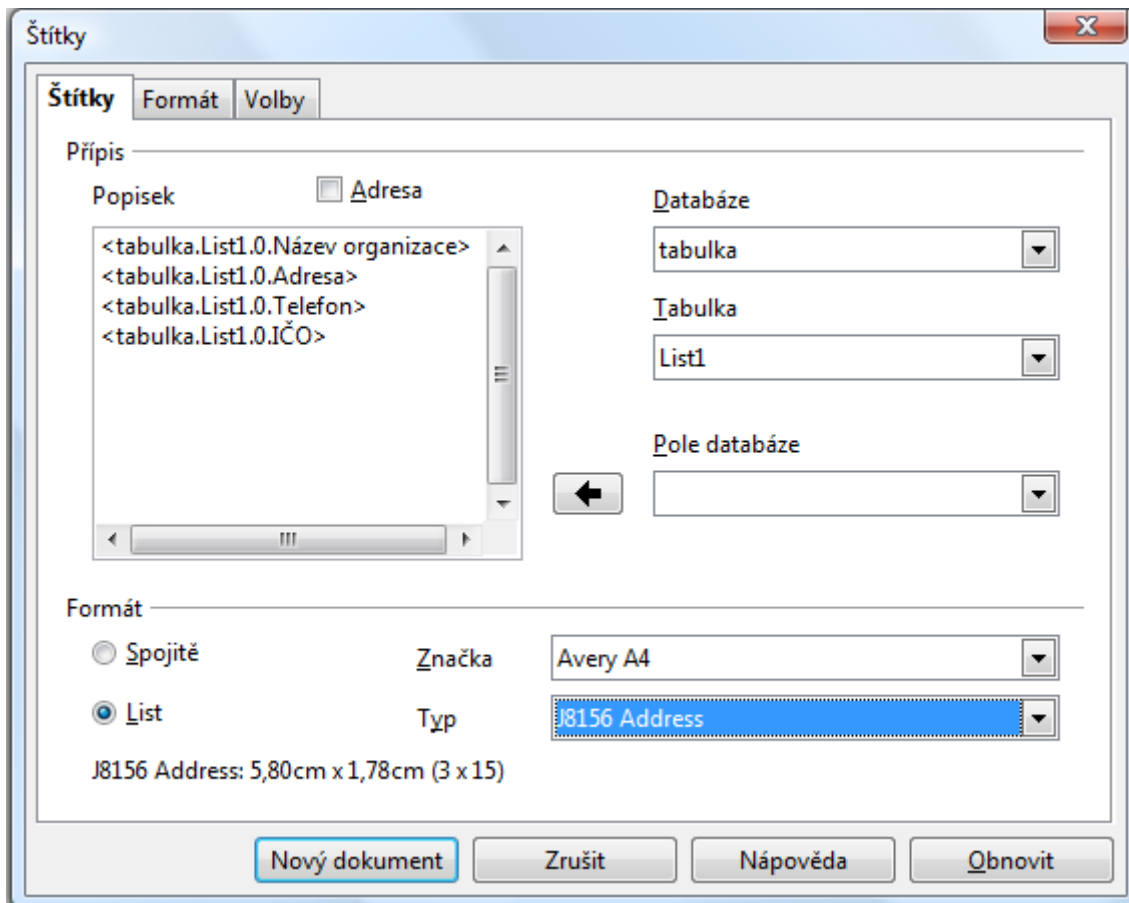 Štítky
Štítky Formát Volby
Přípis
Popisek
Adresa
<tabulka.List1.0.Název organizace>
<tabulka.List1.0.Adresa>
<tabulka.List1.0.Telefon>
<tabulka.List1.0.IČO>
Databáze
tabulka
Tabulka
List1
Pole databáze
Formát
Spojitě
List
Značka
Avery A4
Typ
J8156 Address
J8156 Address: 5,80cm x 1,78cm (3 x 15)
Nový dokument Zrušit Nápověda Obnovit